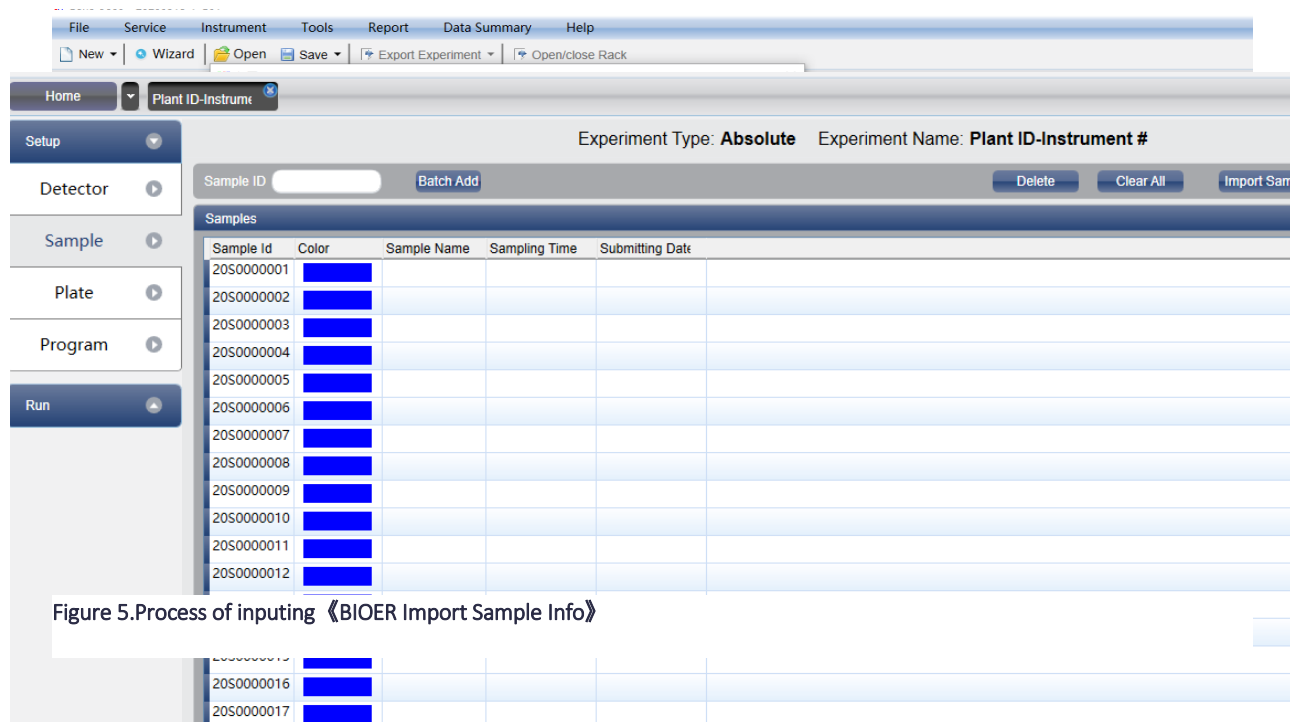 File Service Instrument Tools Report Data Summary Help
New Wizard Open Save Export Experiment Open/close Rack
Home Plant ID-Instrume
Setup
Experiment Type: Absolute Experiment Name: Plant ID-Instrument #
Detector
Sample ID Batch Add Delete Clear All Import Sam
Samples
Sample
Sample Id Color Sample Name Sampling Time Submitting Date
20S0000001
20S0000002
Plate
20S0000003
Program
20S0000004
20S0000005
Run
20S0000006
20S0000007
20S0000008
20S0000009
20S0000010
20S0000011
20S0000012
Figure 5.Process of inputing《BIOER Import Sample Info》
20S0000016
20S0000017